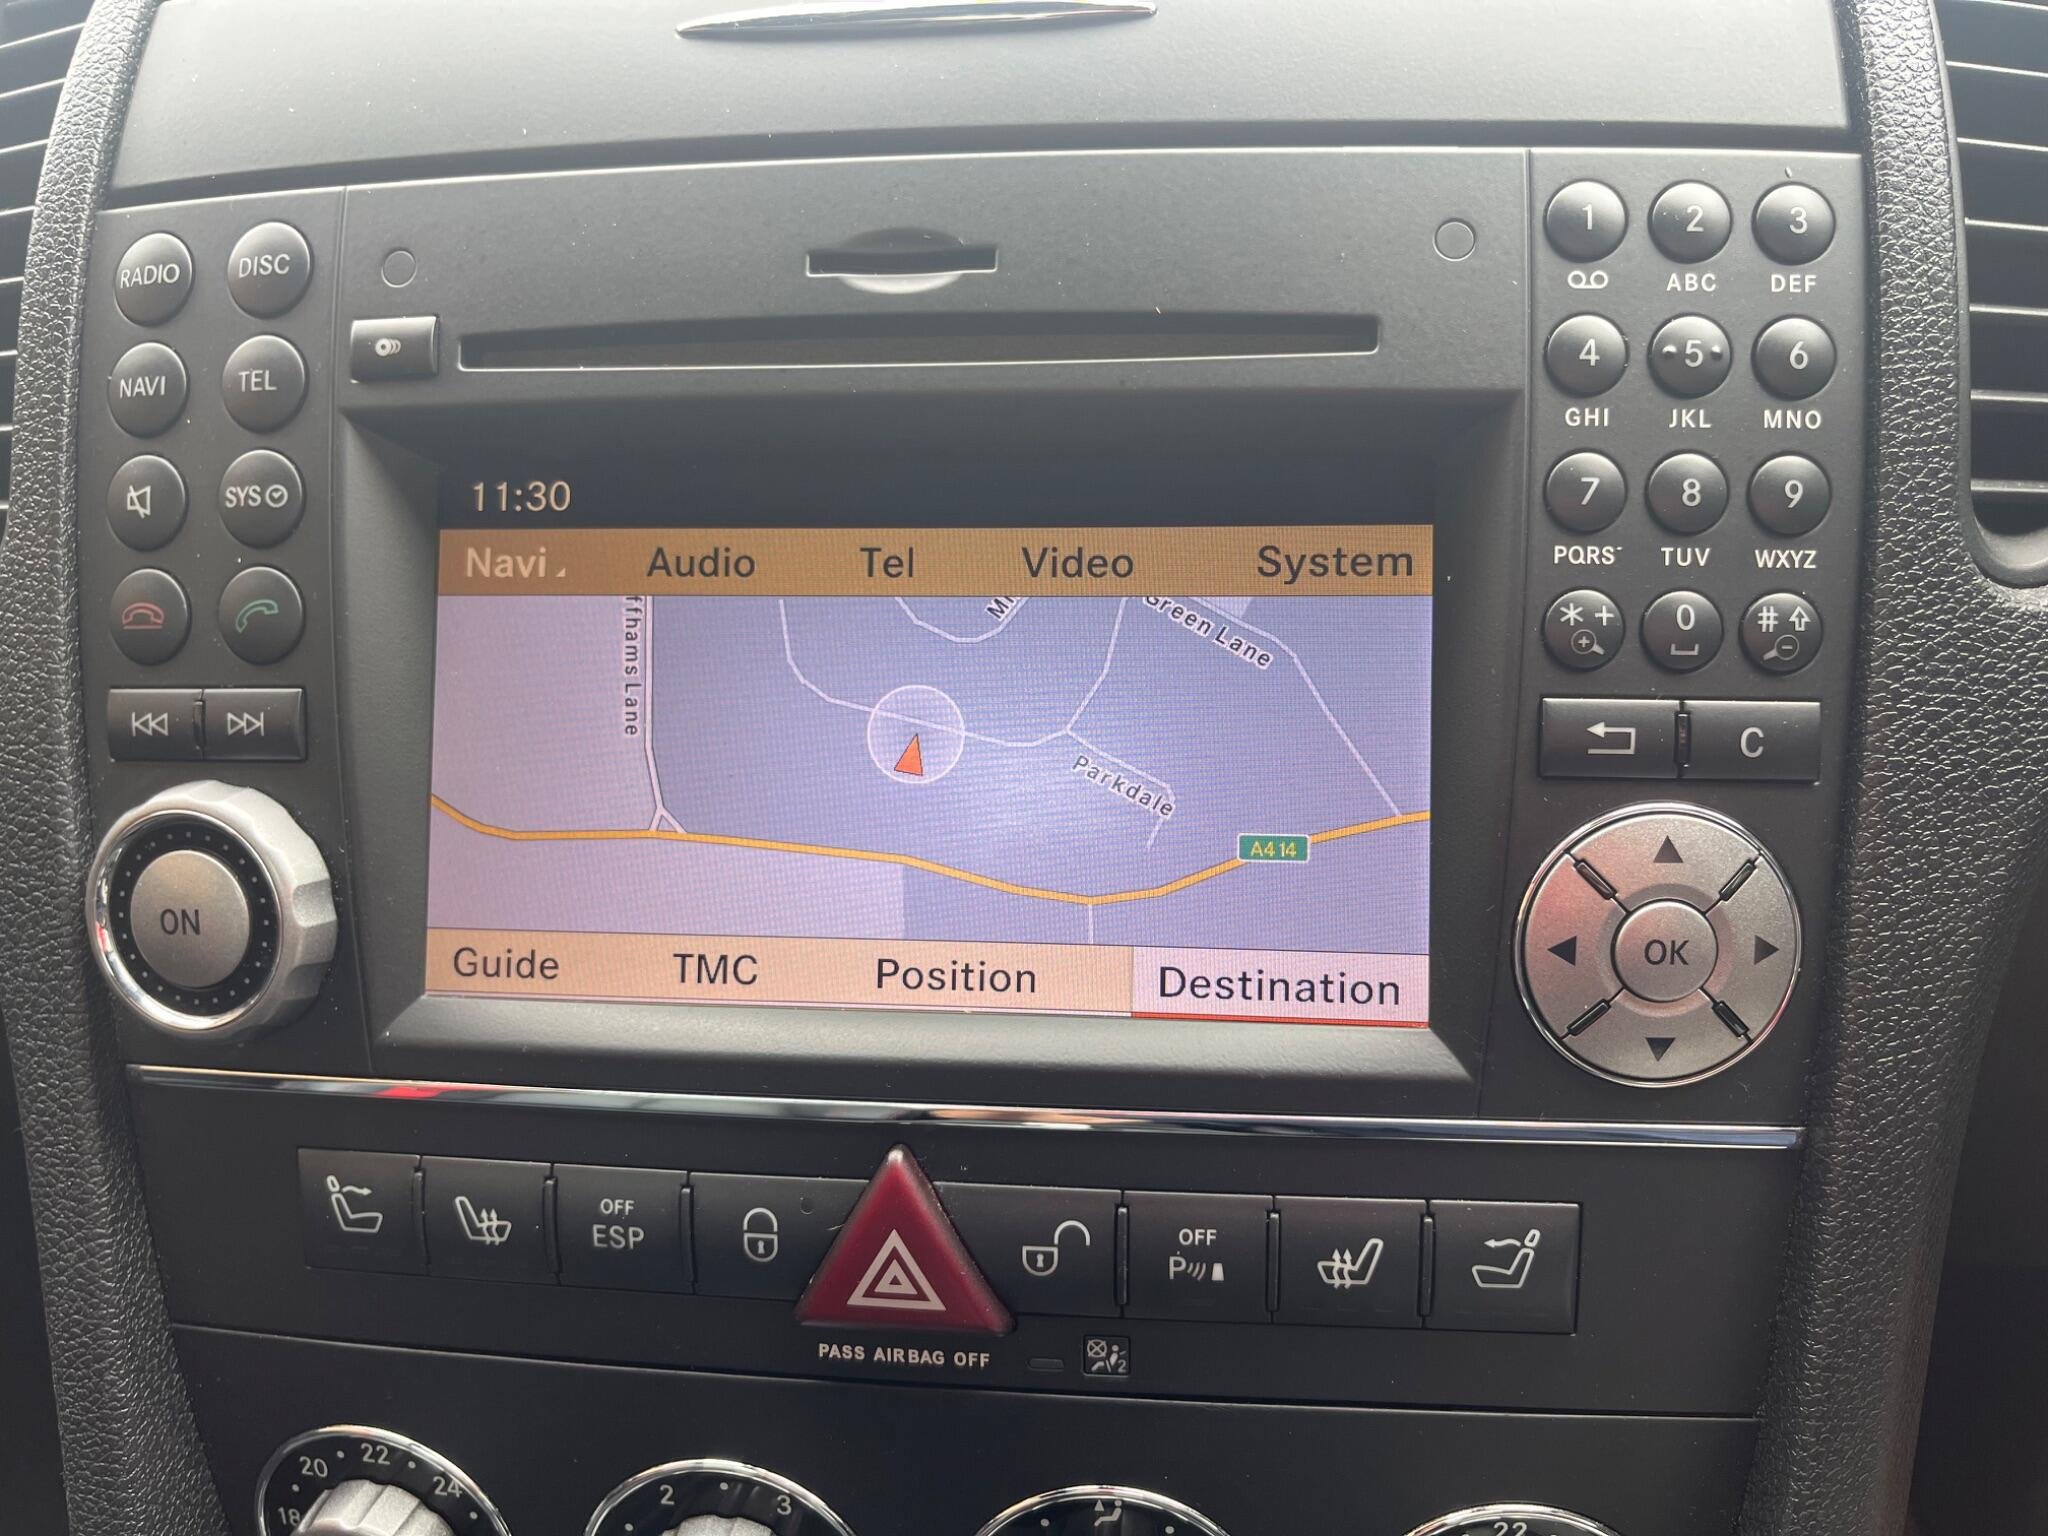 RADIO DISC
NAVI TEL
SYS
ON
1 2 3
ABC DEF
4 5 6
GHI JKL MNO
7 8 9
PQRS TUV WXYZ
* + 0 #
C
OK
11:30
Navi Audio Tel Video System
ffhams Lane
Green Lane
Parkdale
A414
Guide TMC Position Destination
OFF
ESP
OFF
P
PASS AIRBAG OFF
2
18 20 22 24
2 3
22